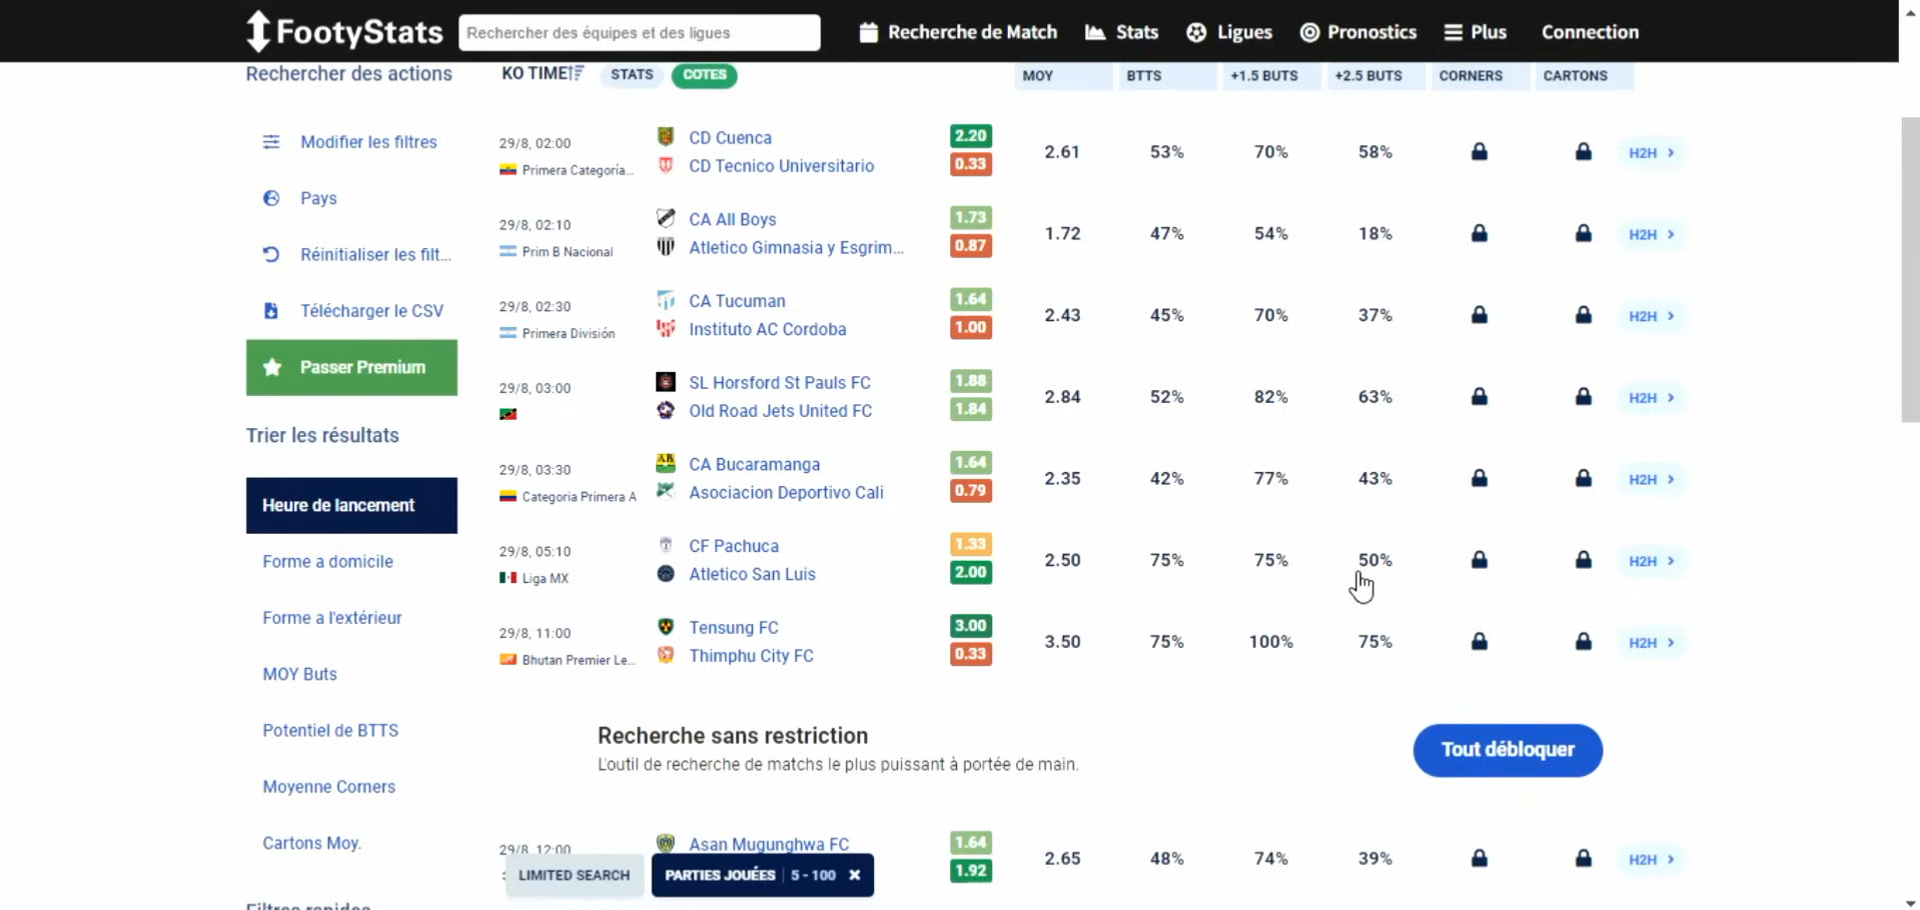 FootyStats
Rechercher des équipes et des ligues
Recherche de Match
Stats
Ligues
Pronostics
Plus
Connection
Rechercher des actions
Modifier les filtres
Pays
Réinitialiser les filt...
Télécharger le CSV
Passer Premium
Trier les résultats
Heure de lancement
Forme a domicile
Forme a l'extérieur
MOY Buts
Potentiel de BTTS
Moyenne Corners
Cartons Moy.
Filtres rapides
KO TIME STATS COTES MOY BTTS +1.5 BUTS +2.5 BUTS CORNERS CARTONS
29/8, 02:00 CD Cuenca 2.20
Primera Categoría... CD Tecnico Universitario 0.33
2.61 53% 70% 58% H2H >
29/8, 02:10 CA All Boys 1.73
Prim B Nacional Atletico Gimnasia y Esgrim... 0.87
1.72 47% 54% 18% H2H >
29/8, 02:30 CA Tucuman 1.64
Primera División Instituto AC Cordoba 1.00
2.43 45% 70% 37% H2H >
29/8, 03:00 SL Horsford St Pauls FC 1.88
Old Road Jets United FC 1.84
2.84 52% 82% 63% H2H >
29/8, 03:30 CA Bucaramanga 1.64
Categoria Primera A Asociacion Deportivo Cali 0.79
2.35 42% 77% 43% H2H >
29/8, 05:10 CF Pachuca 1.33
Liga MX Atletico San Luis 2.00
2.50 75% 75% 50% H2H >
29/8, 11:00 Tensung FC 3.00
Bhutan Premier Le... Thimphu City FC 0.33
3.50 75% 100% 75% H2H >
Recherche sans restriction
L'outil de recherche de matchs le plus puissant à portée de main.
Tout débloquer
29/8, 12:00 Asan Mugunghwa FC 1.64
1.92
2.65 48% 74% 39% H2H >
LIMITED SEARCH
PARTIES JOUÉES | 5 - 100 ×